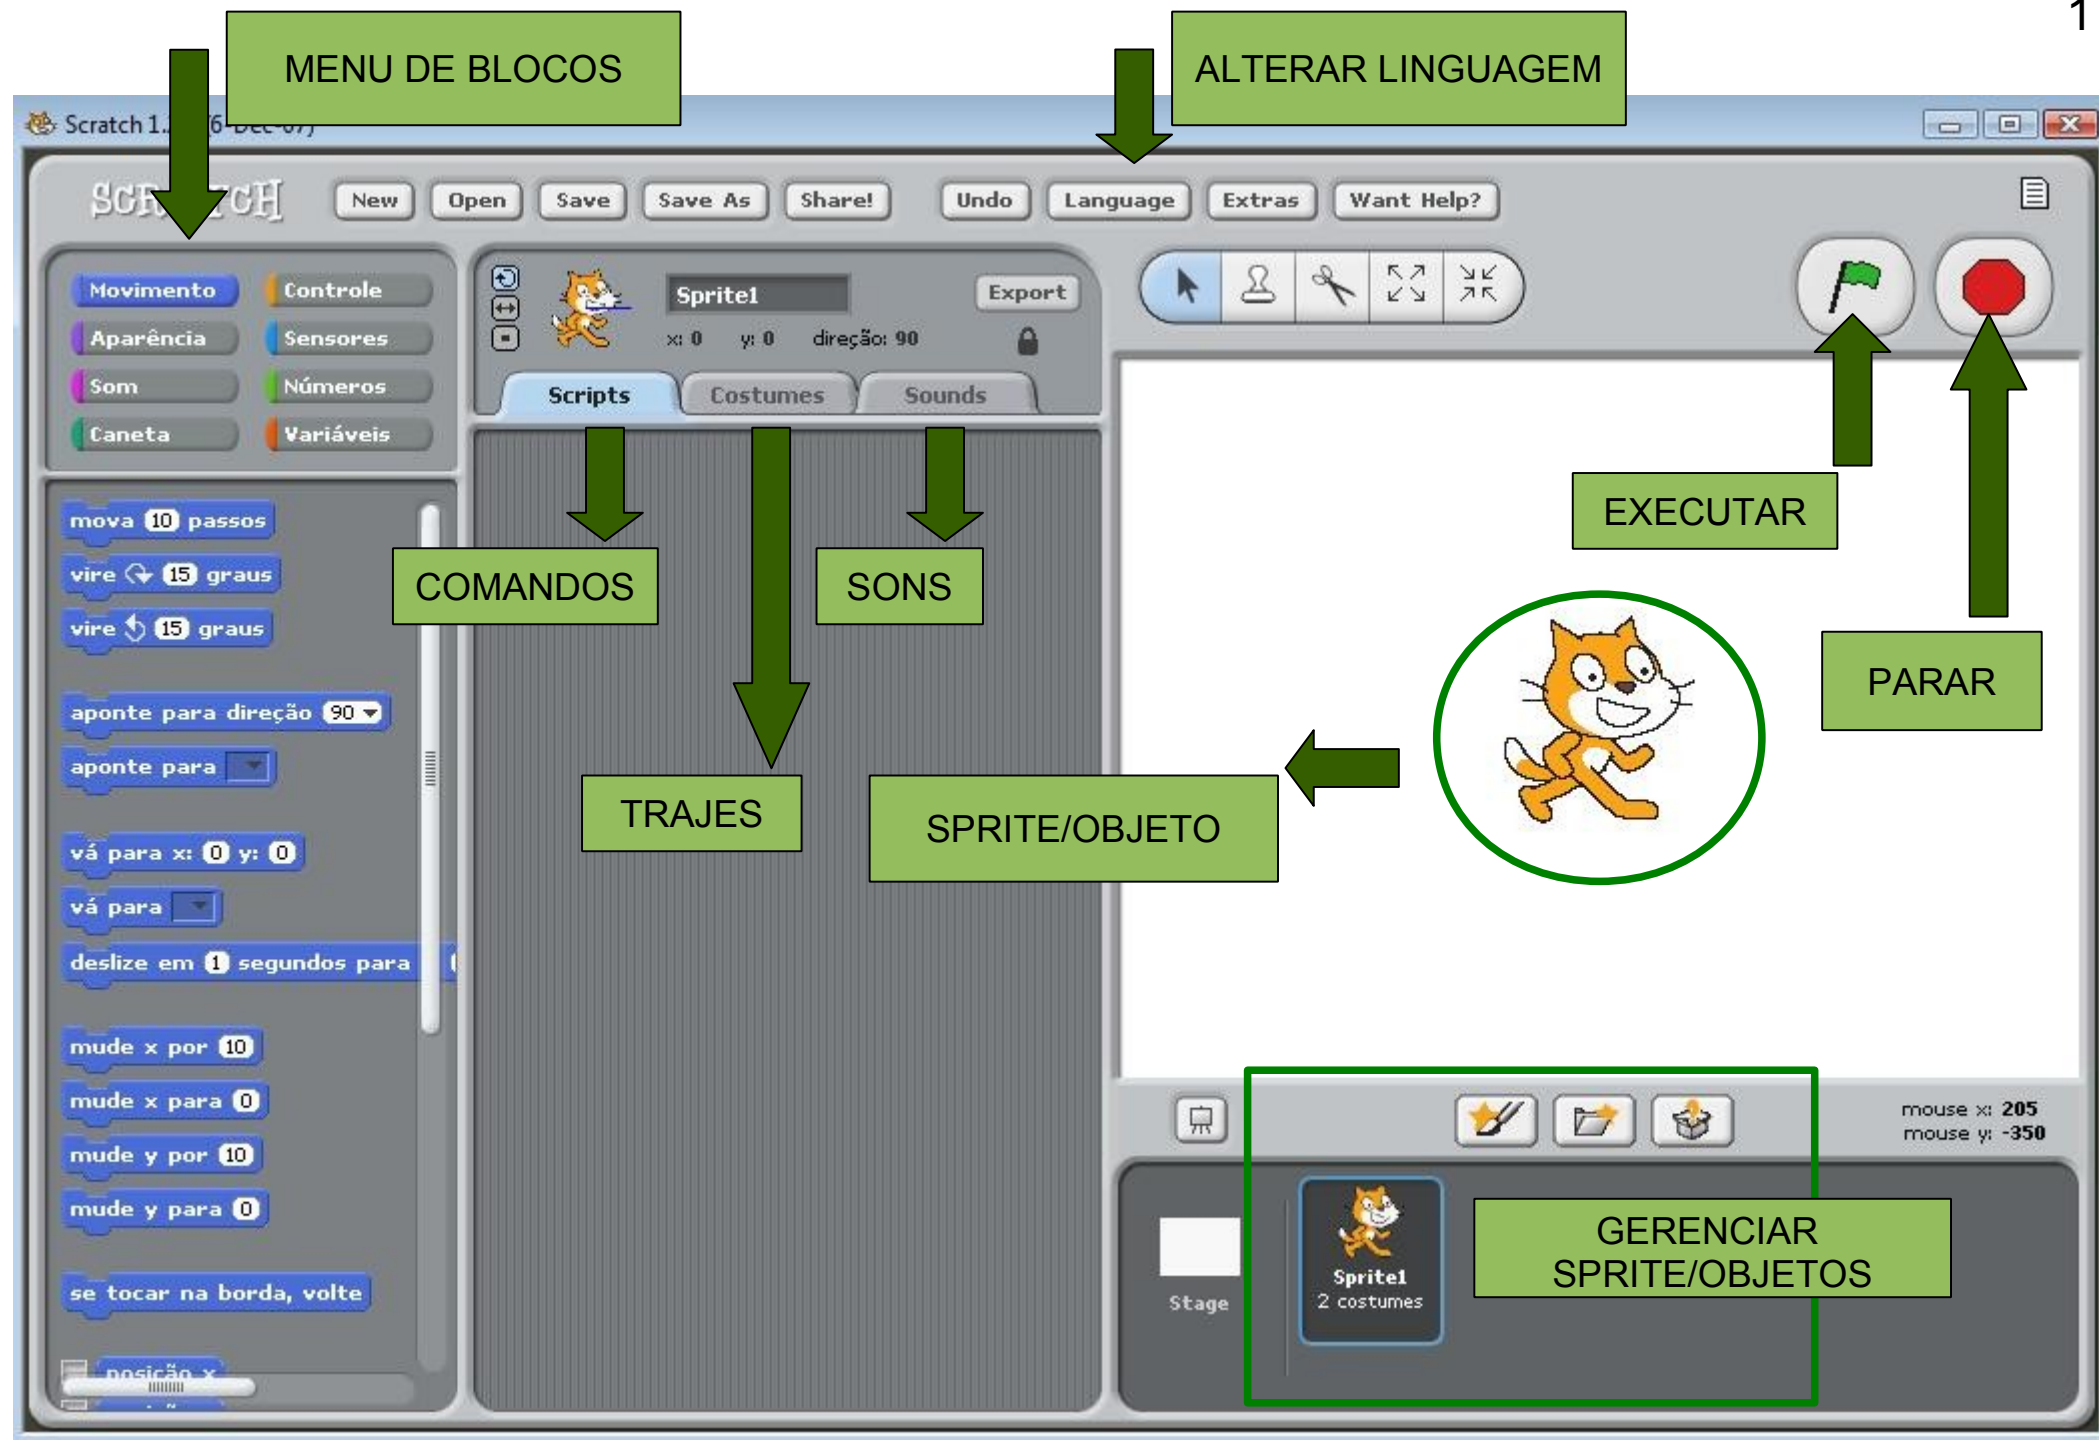 1
MENU DE BLOCOS
ALTERAR LINGUAGEM
Scratch 1.
New Open Save Save As Share! Undo Language Extras Want Help?
Movimento Controle
Aparência Sensores
Som Números
Caneta Variáveis
Sprite1
Export
x: 0 y: 0 direção: 90
Scripts Costumes Sounds
mova 10 passos
vire 15 graus
vire 15 graus
aponte para direção 90
aponte para
vá para x: 0 y: 0
vá para
deslize em 1 segundos para
mude x por 10
mude x para 0
mude y por 10
mude y para 0
se tocar na borda, volte
posição x
COMANDOS
SONS
TRAJES
SPRITE/OBJETO
EXECUTAR
PARAR
mouse x: 205
mouse y: -350
Stage
Sprite1
2 costumes
GERENCIAR
SPRITE/OBJETOS